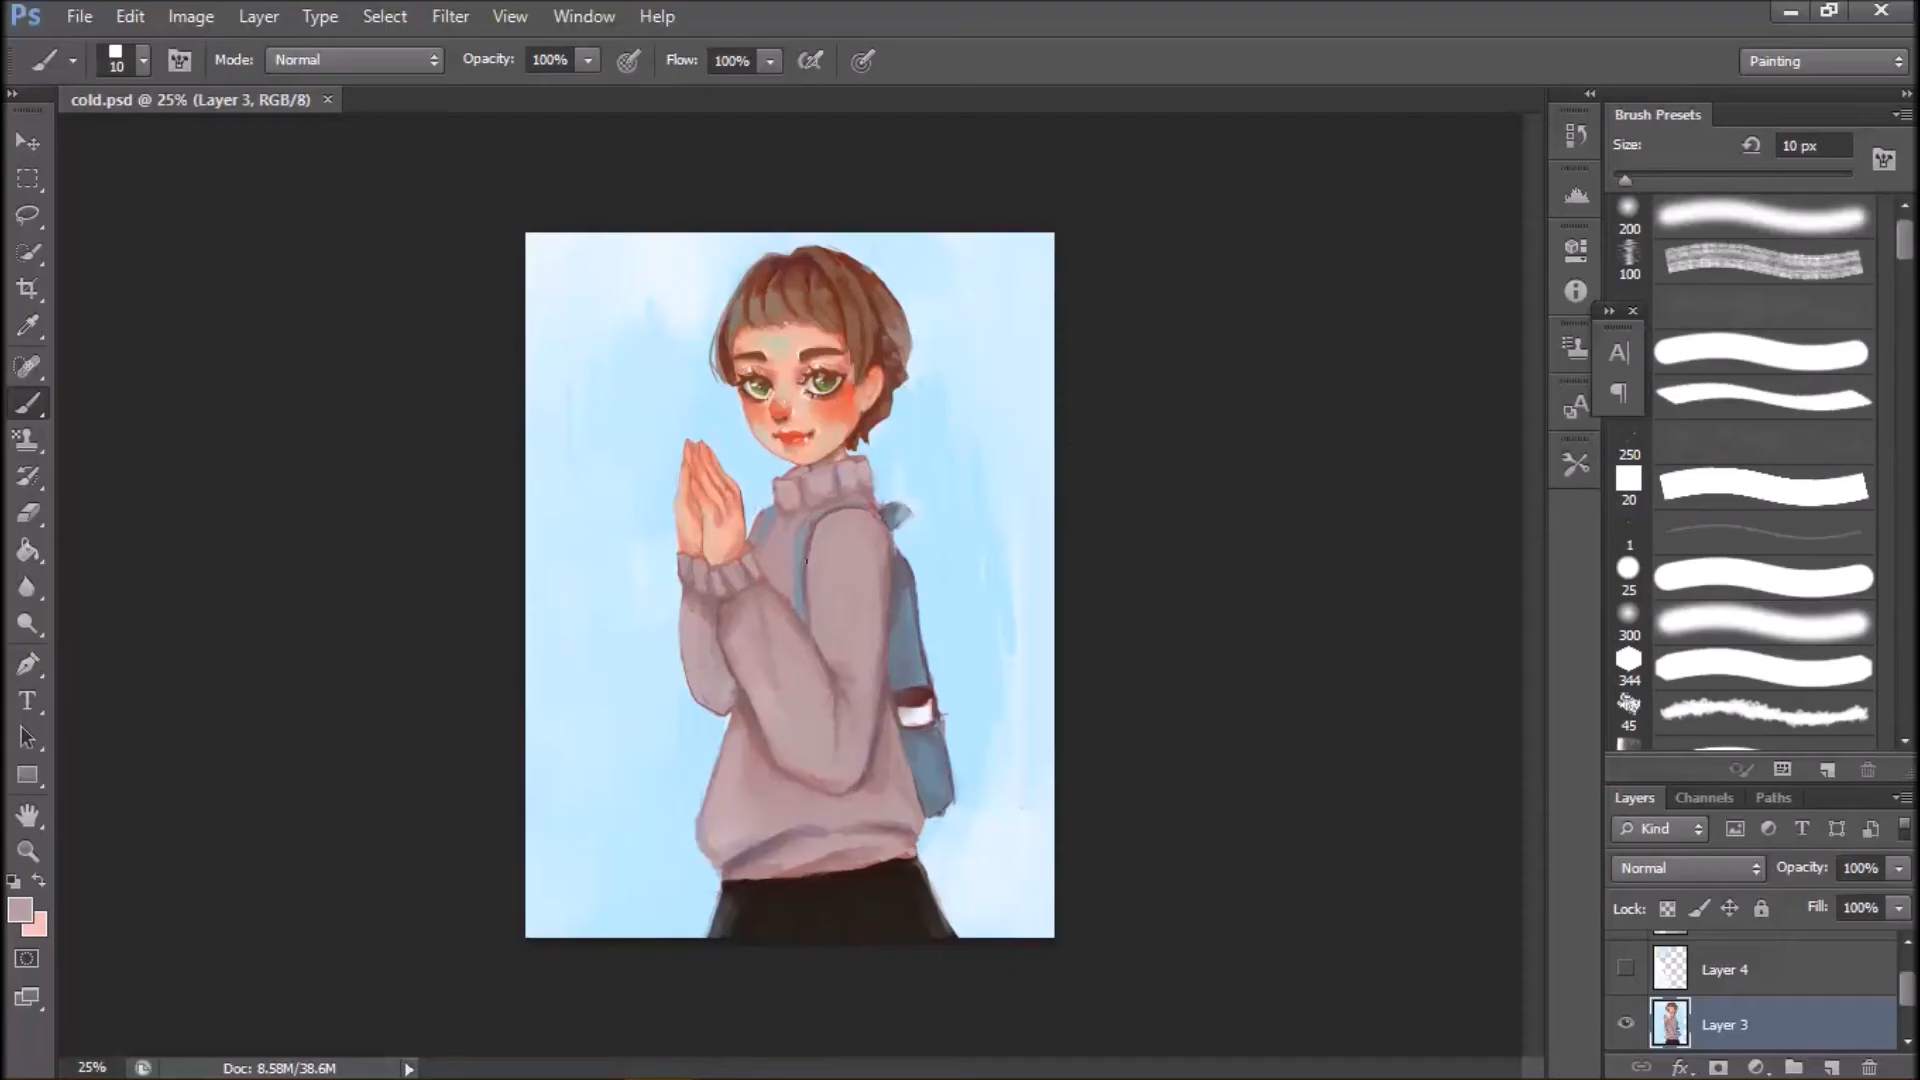 Ps File Edit Image Layer Type Select Filter View Window Help
10 Mode: Normal Opacity: 100% Flow: 100% Painting
cold.psd @ 25% (Layer 3, RGB/8) ×
Brush Presets
Size: 10 px
200
100
A
¶
A
250
20
1
25
300
344
45
T
Layers Channels Paths
Kind T
Normal Opacity: 100%
Lock: Fill: 100%
Layer 4
Layer 3
25% Doc: 8.58M/38.6M
fx